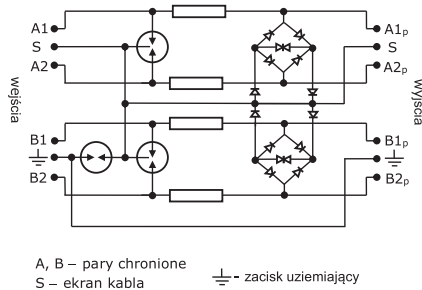 A1
A1p
S
S
A2
A2p
wejścia
wyjścia
B1
B1p
B2
B2p
A, B – pary chronione
S – ekran kabla
- zacisk uziemiający